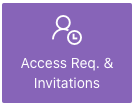 Access Req. &
Invitations